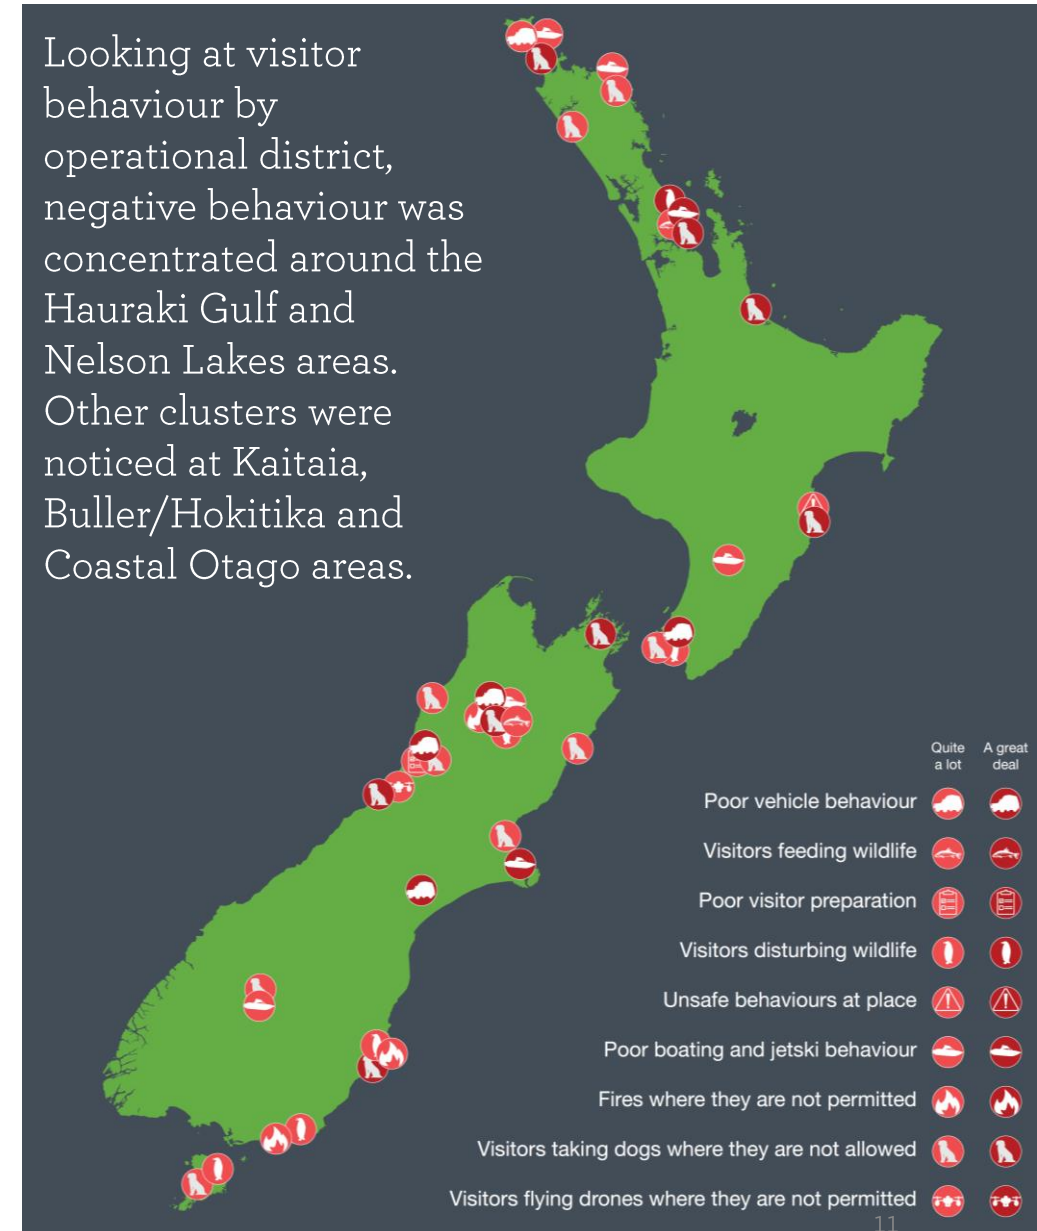 Looking at visitor
behaviour by
operational district,
negative behaviour was
concentrated around the
Hauraki Gulf and
Nelson Lakes areas.
Other clusters were
noticed at Kaitaia,
Buller/Hokitika and
Coastal Otago areas.
Quite
a lot
A great
deal
Poor vehicle behaviour
Visitors feeding wildlife
Poor visitor preparation
Visitors disturbing wildlife
Unsafe behaviours at place
Poor boating and jetski behaviour
Fires where they are not permitted
Visitors taking dogs where they are not allowed
Visitors flying drones where they are not permitted
11